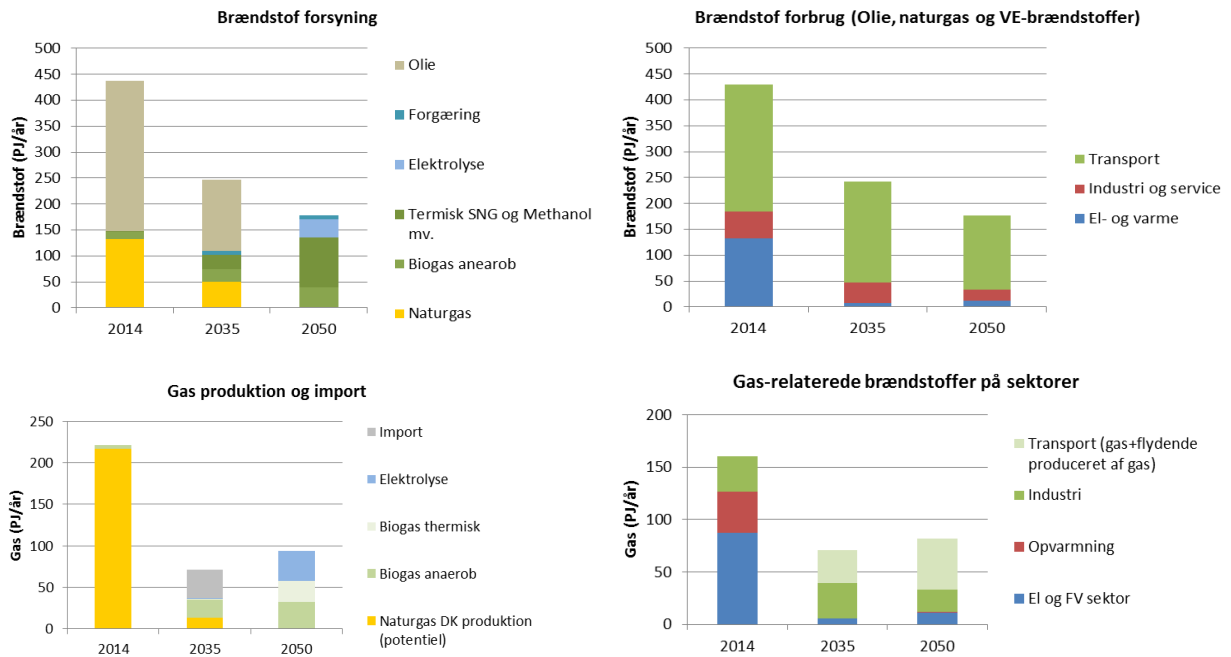 Brændstof forsyning
Brændstof (PJ/år)
500
450
400
350
300
250
200
150
100
50
0
2014
2035
2050
Olie
Forgæring
Elektrolyse
Termisk SNG og Methanol
mv.
Biogas anearob
Naturgas
Brændstof forbrug (Olie, naturgas og VE-brændstoffer)
Brændstof (PJ/år)
500
450
400
350
300
250
200
150
100
50
0
2014
2035
2050
Transport
Industri og service
El- og varme
Gas produktion og import
Gas (PJ/år)
250
200
150
100
50
0
2014
2035
2050
Import
Elektrolyse
Biogas thermisk
Biogas anaerob
Naturgas DK produktion
(potentiel)
Gas-relaterede brændstoffer på sektorer
Gas (PJ/år)
200
150
100
50
0
2014
2035
2050
Transport (gas+flydende
produceret af gas)
Industri
Opvarmning
El og FV sektor